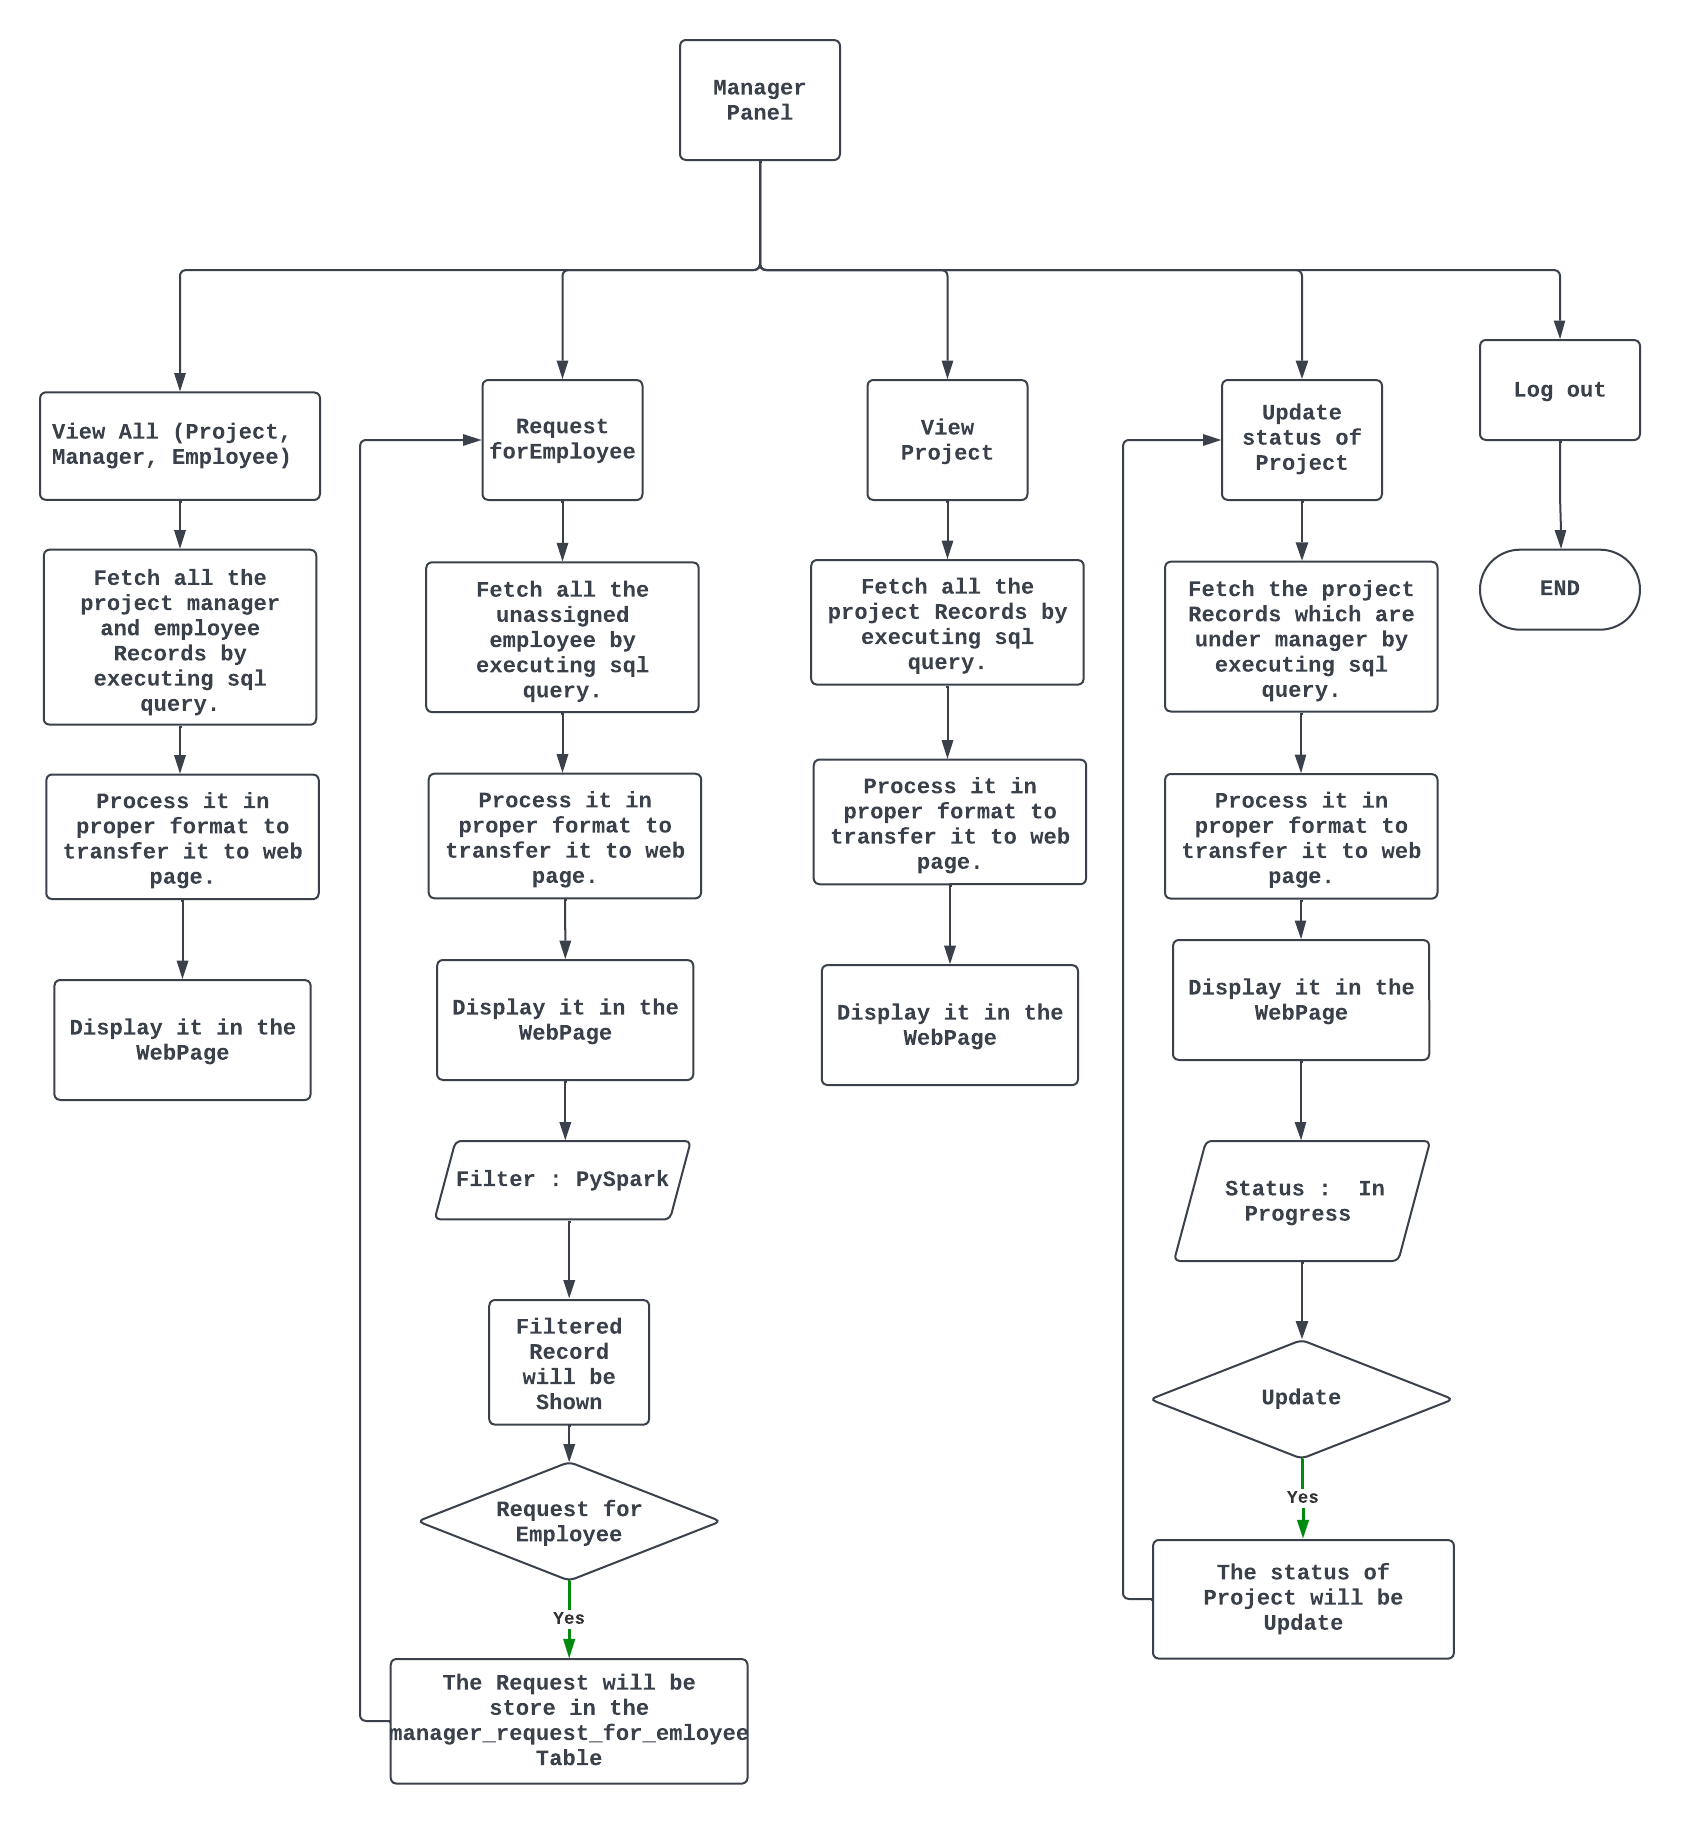 Manager
Panel
View All (Project,
Manager, Employee)
Fetch all the
project manager
and employee
Records by
executing sql
query.
Process it in
proper format to
transfer it to web
page.
Display it in the
WebPage
Request
forEmployee
Fetch all the
unassigned
employee by
executing sql
query.
Process it in
proper format to
transfer it to web
page.
Display it in the
WebPage
Filter : PySpark
Filtered
Record
will be
Shown
Request for
Employee
Yes
The Request will be
store in the
manager_request_for_emloyee
Table
View
Project
Fetch all the
project Records by
executing sql
query.
Process it in
proper format to
transfer it to web
page.
Display it in the
WebPage
Update
status of
Project
Fetch the project
Records which are
under manager by
executing sql
query.
Process it in
proper format to
transfer it to web
page.
Display it in the
WebPage
Status :  In
Progress
Update
Yes
The status of
Project will be
Update
Log out
END